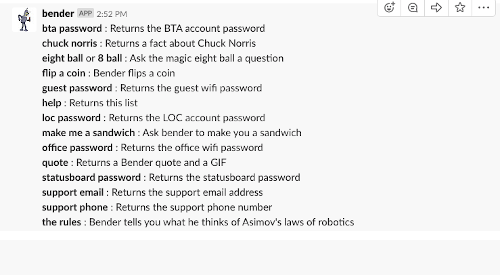 bender APP 2:52 PM
bta password : Returns the BTA account password
chuck norris : Returns a fact about Chuck Norris
eight ball or 8 ball : Ask the magic eight ball a question
flip a coin : Bender flips a coin
guest password : Returns the guest wifi password
help : Returns this list
loc password : Returns the LOC account password
make me a sandwich : Ask bender to make you a sandwich
office password : Returns the office wifi password
quote : Returns a Bender quote and a GIF
statusboard password : Returns the statusboard password
support email : Returns the support email address
support phone : Returns the support phone number
the rules : Bender tells you what he thinks of Asimov's laws of robotics